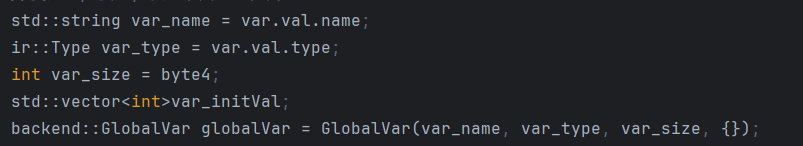 std::string var_name = var.val.name;
ir::Type var_type = var.val.type;
int var_size = byte4;
std::vector<int>var_initVal;
backend::GlobalVar globalVar = GlobalVar(var_name, var_type, var_size, {});